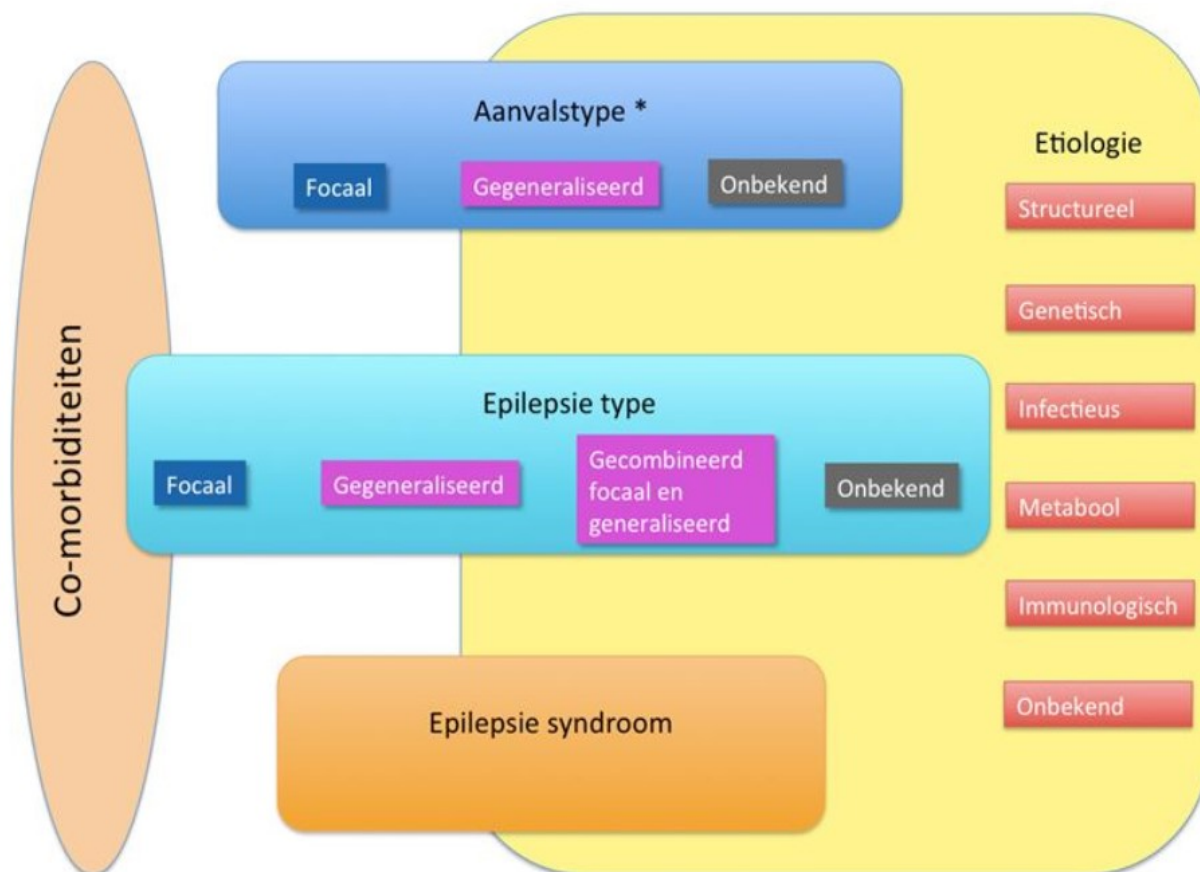 Co-morbiditeiten
Aanvalstype *
Focaal
Gegeneraliseerd
Onbekend
Epilepsie type
Focaal
Gegeneraliseerd
Gecombineerd
focaal en
generaliseerd
Onbekend
Epilepsie syndroom
Etiologie
Structureel
Genetisch
Infectieus
Metabool
Immunologisch
Onbekend